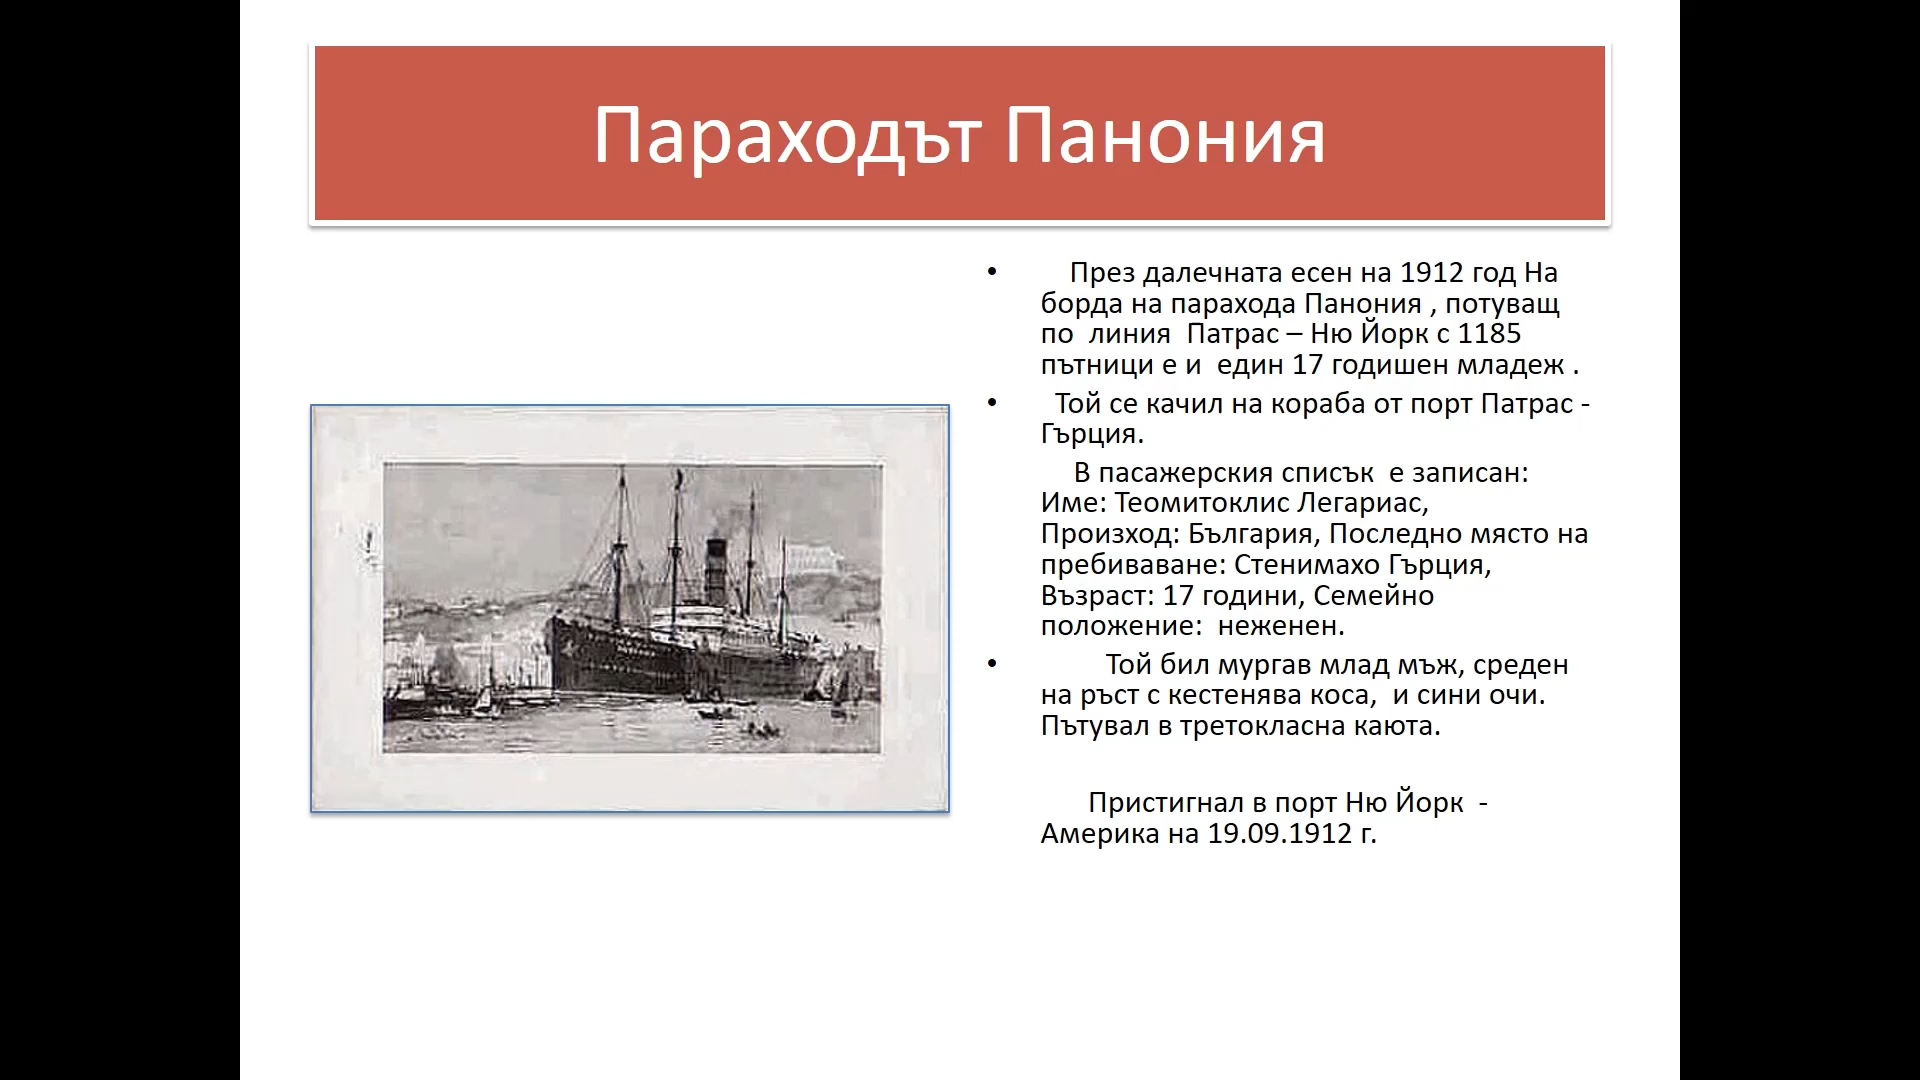 Параходът Панония
• През далечната есен на 1912 год На
борда на парахода Панония , потуващ
по линия Патрас – Ню Йорк с 1185
пътници е и един 17 годишен младеж .
• Той се качил на кораба от порт Патрас -
Гърция.
В пасажерския списък е записан:
Име: Теомитоклис Легариас,
Произход: България, Последно място на
пребиваване: Стенимахо Гърция,
Възраст: 17 години, Семейно
положение: неженен.
• Той бил мургав млад мъж, среден
на ръст с кестенява коса, и сини очи.
Пътувал в третокласна каюта.
Пристигнал в порт Ню Йорк -
Америка на 19.09.1912 г.